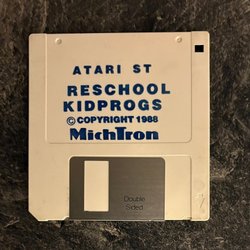 ATARI ST
RESCHOOL
KIDPROGS
© COPYRIGHT 1988
MichTron
Double
Sided